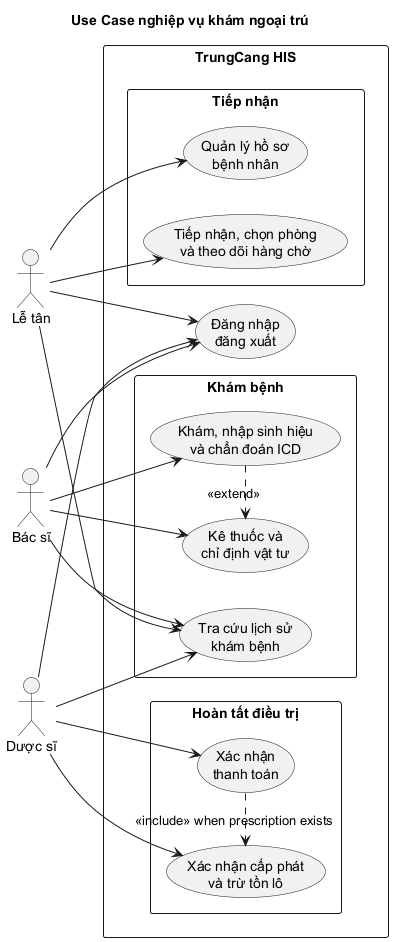 Use Case nghiệp vụ khám ngoại trú
TrungCang HIS
Tiếp nhận
Quản lý hồ sơ
bệnh nhân
Tiếp nhận, chọn phòng
và theo dõi hàng chờ
Lễ tân
Đăng nhập
đăng xuất
Khám bệnh
Khám, nhập sinh hiệu
và chẩn đoán ICD
«extend»
Bác sĩ
Kê thuốc và
chỉ định vật tư
Tra cứu lịch sử
khám bệnh
Dược sĩ
Hoàn tất điều trị
Xác nhận
thanh toán
«include» when prescription exists
Xác nhận cấp phát
và trừ tồn lô